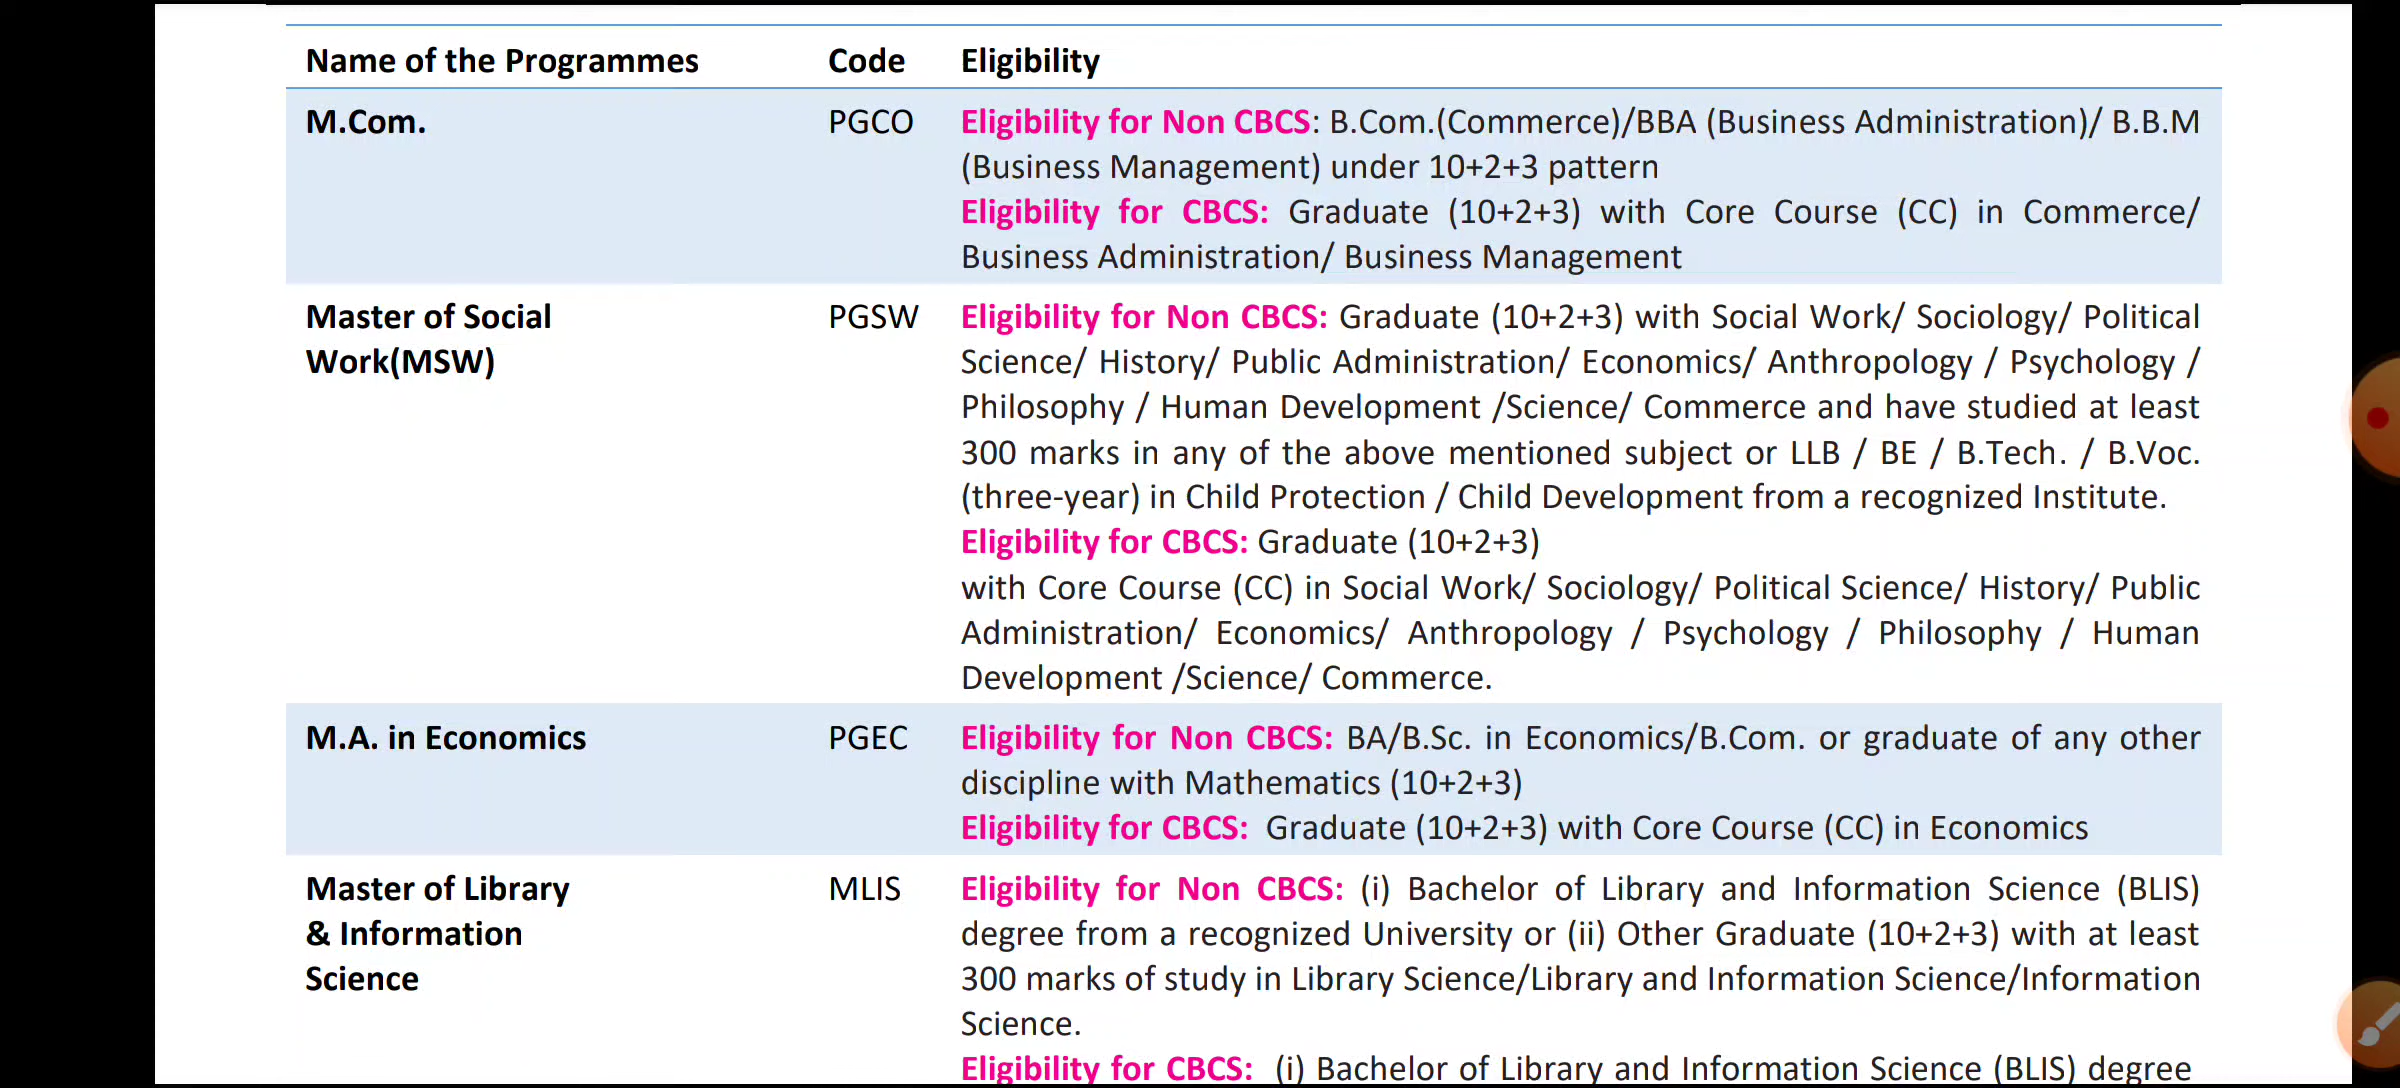 Name of the Programmes Code Eligibility
M.Com. PGCO Eligibility for Non CBCS: B.Com.(Commerce)/BBA (Business Administration)/ B.B.M
(Business Management) under 10+2+3 pattern
Eligibility for CBCS: Graduate (10+2+3) with Core Course (CC) in Commerce/
Business Administration/ Business Management
Master of Social PGSW Eligibility for Non CBCS: Graduate (10+2+3) with Social Work/ Sociology/ Political
Work(MSW) Science/ History/ Public Administration/ Economics/ Anthropology / Psychology /
Philosophy / Human Development /Science/ Commerce and have studied at least
300 marks in any of the above mentioned subject or LLB / BE / B.Tech. / B.Voc.
(three-year) in Child Protection / Child Development from a recognized Institute.
Eligibility for CBCS: Graduate (10+2+3)
with Core Course (CC) in Social Work/ Sociology/ Political Science/ History/ Public
Administration/ Economics/ Anthropology / Psychology / Philosophy / Human
Development /Science/ Commerce.
M.A. in Economics PGEC Eligibility for Non CBCS: BA/B.Sc. in Economics/B.Com. or graduate of any other
discipline with Mathematics (10+2+3)
Eligibility for CBCS: Graduate (10+2+3) with Core Course (CC) in Economics
Master of Library MLIS Eligibility for Non CBCS: (i) Bachelor of Library and Information Science (BLIS)
& Information degree from a recognized University or (ii) Other Graduate (10+2+3) with at least
Science 300 marks of study in Library Science/Library and Information Science/Information
Science.
Eligibility for CBCS: (i) Bachelor of Library and Information Science (BLIS) degree